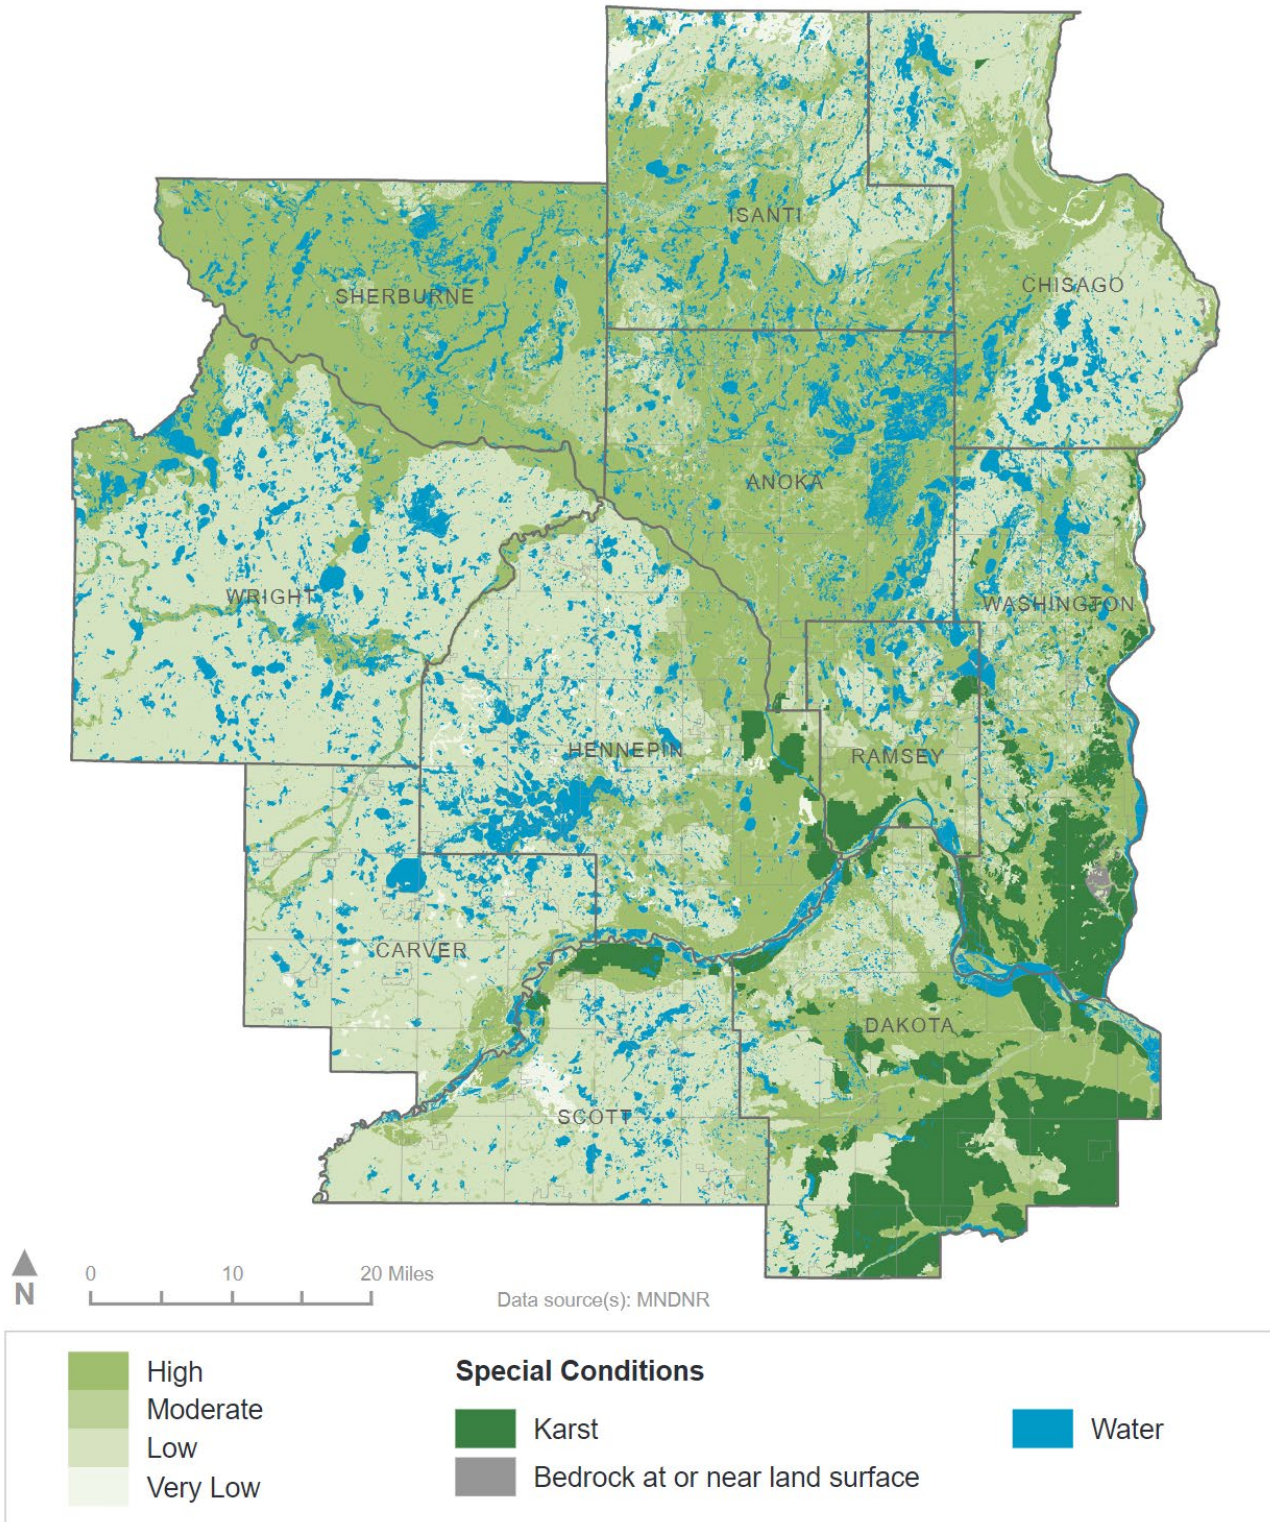 ISANTI
SHERBURNE
CHISAGO
ANOKA
WRIGHT
WASHINGTON
HENNEPIN
RAMSEY
CARVER
DAKOTA
SCOTT
N
0 10 20 Miles
Data source(s): MNDNR
High
Moderate
Low
Very Low
Special Conditions
Karst
Bedrock at or near land surface
Water